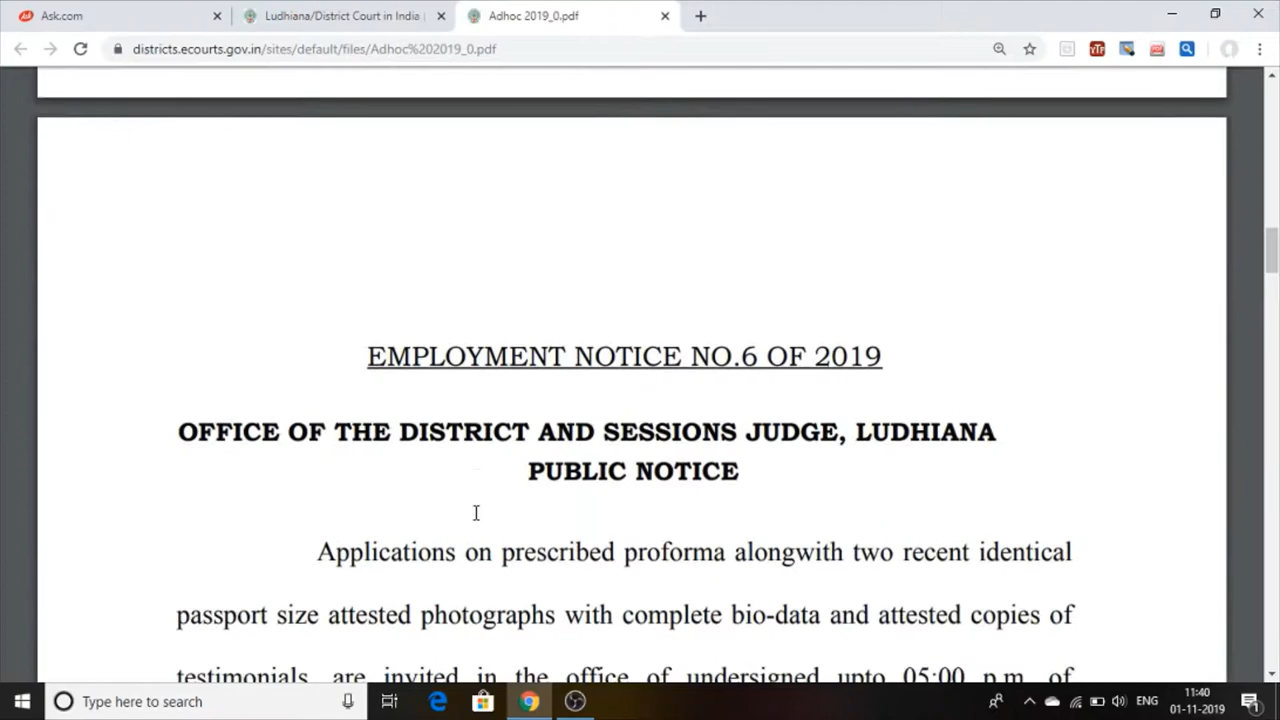 Ask.com
Ludhiana/District Court in India
Adhoc 2019_0.pdf
districts.ecourts.gov.in/sites/default/files/Adhoc%202019_0.pdf
EMPLOYMENT NOTICE NO.6 OF 2019
OFFICE OF THE DISTRICT AND SESSIONS JUDGE, LUDHIANA
PUBLIC NOTICE
Applications on prescribed proforma alongwith two recent identical
passport size attested photographs with complete bio-data and attested copies of
testimonials are invited in the office of undersigned upto 05:00 p.m. of
Type here to search
ENG
11:40
01-11-2019